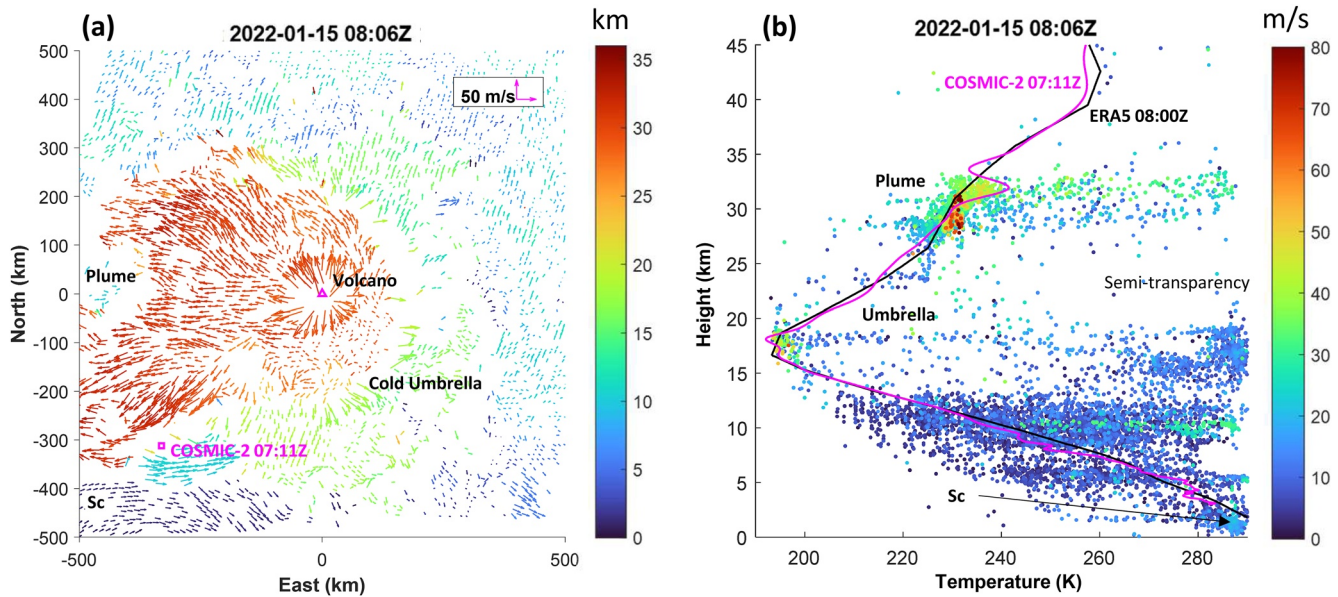 (a)
2022-01-15 08:06Z
km
500
400
300
200
100
0
-100
-200
-300
-400
-500
North (km)
50 m/s
Plume
Volcano
Cold Umbrella
COSMIC-2 07:11Z
Sc
-500
0
500
East (km)
35
30
25
20
15
10
5
0
(b)
2022-01-15 08:06Z
m/s
45
40
35
30
25
20
15
10
5
0
Height (km)
COSMIC-2 07:11Z
ERA5 08:00Z
Plume
Semi-transparency
Umbrella
Sc
200
220
240
260
280
Temperature (K)
80
70
60
50
40
30
20
10
0